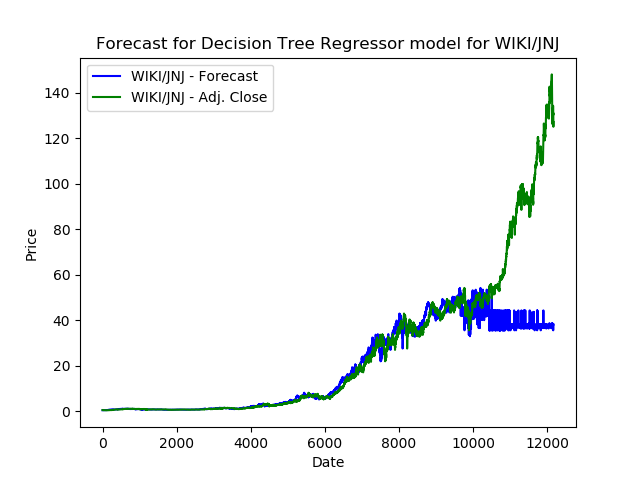 Forecast for Decision Tree Regressor model for WIKI/JNJ
WIKI/JNJ - Forecast
WIKI/JNJ - Adj. Close
140
120
100
80
60
40
20
0
Price
0 2000 4000 6000 8000 10000 12000
Date